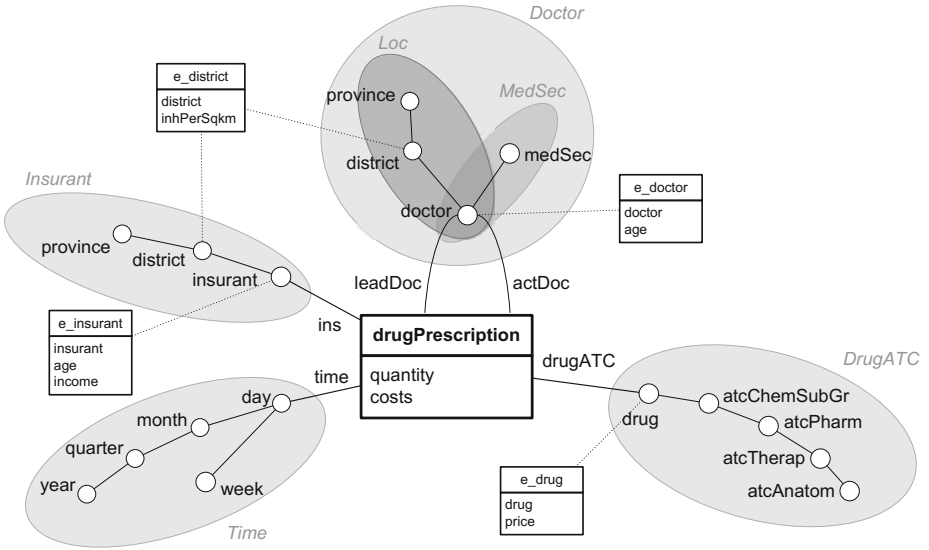 Doctor
Loc
e_district
district
inhPerSqkm
province
MedSec
district
medSec
Insurant
e_doctor
doctor
age
doctor
province
district
insurant
leadDoc
actDoc
e_insurant
insurant
age
income
ins
drugPrescription
quantity
costs
drugATC
DrugATC
time
day
month
quarter
year
week
Time
drug
atcChemSubGr
atcPharm
atcTherap
atcAnatom
e_drug
drug
price